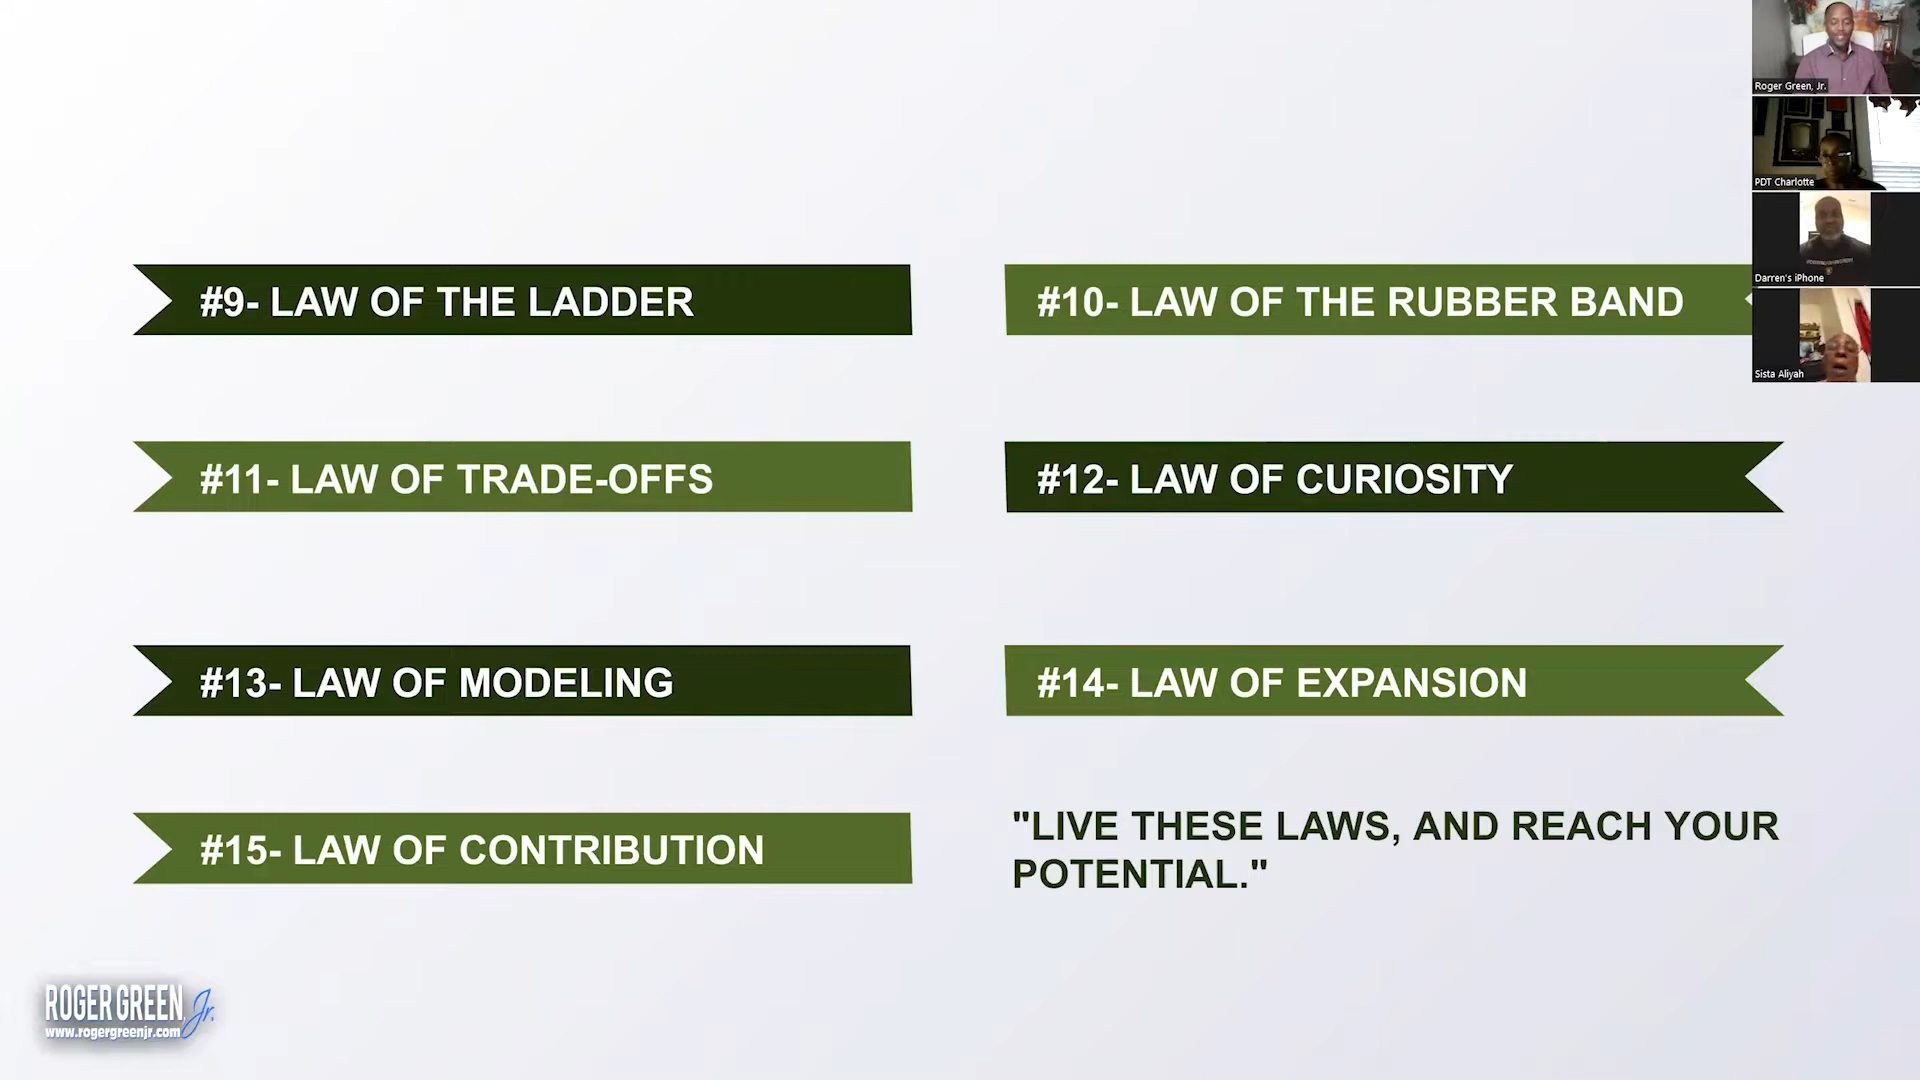 Roger Green, Jr.
PDT Charlotte
Darren's iPhone
Sista Aliyah
#9- LAW OF THE LADDER
#10- LAW OF THE RUBBER BAND
#11- LAW OF TRADE-OFFS
#12- LAW OF CURIOSITY
#13- LAW OF MODELING
#14- LAW OF EXPANSION
#15- LAW OF CONTRIBUTION
"LIVE THESE LAWS, AND REACH YOUR
POTENTIAL."
ROGER GREEN, Jr.
www.rogergreenjr.com